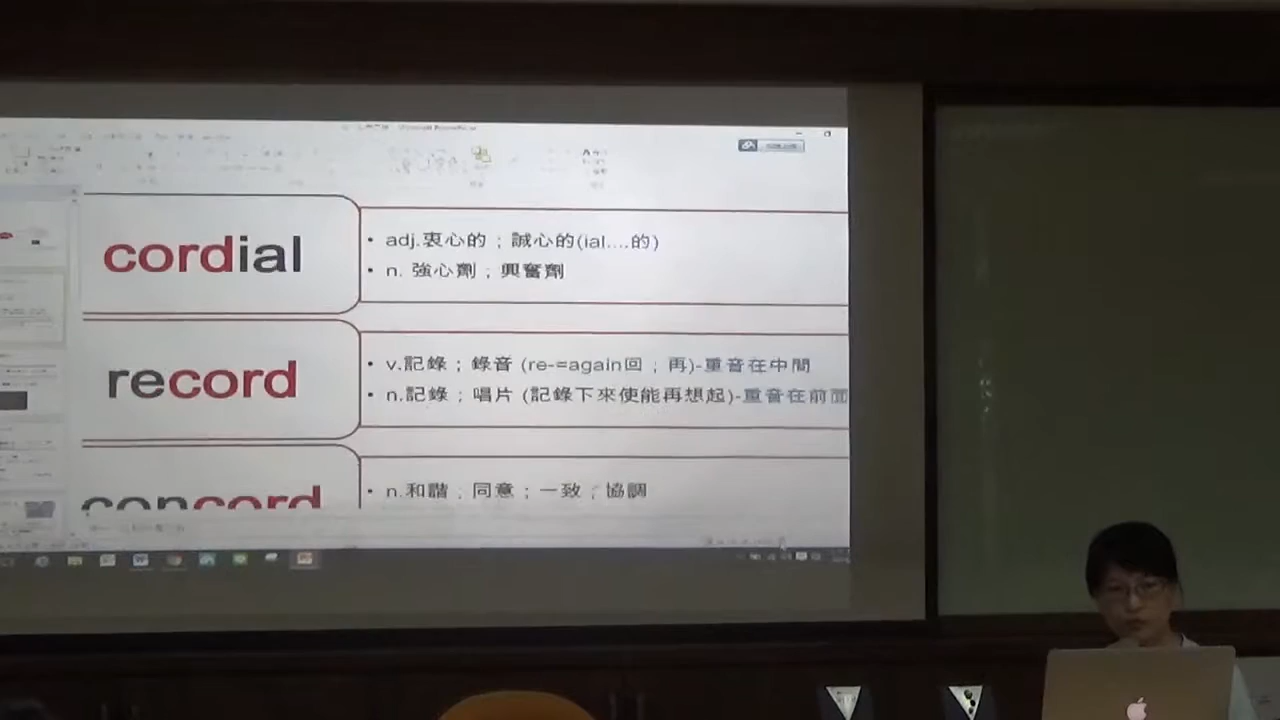 cordial
• adj.衷心的；誠心的(ial....的)
• n. 強心劑；興奮劑
record
• v.記錄；錄音 (re-=again回；再)-重音在中間
• n.記錄；唱片 (記錄下來使能再想起)-重音在前面
concord
• n.和諧；同意；一致；協調